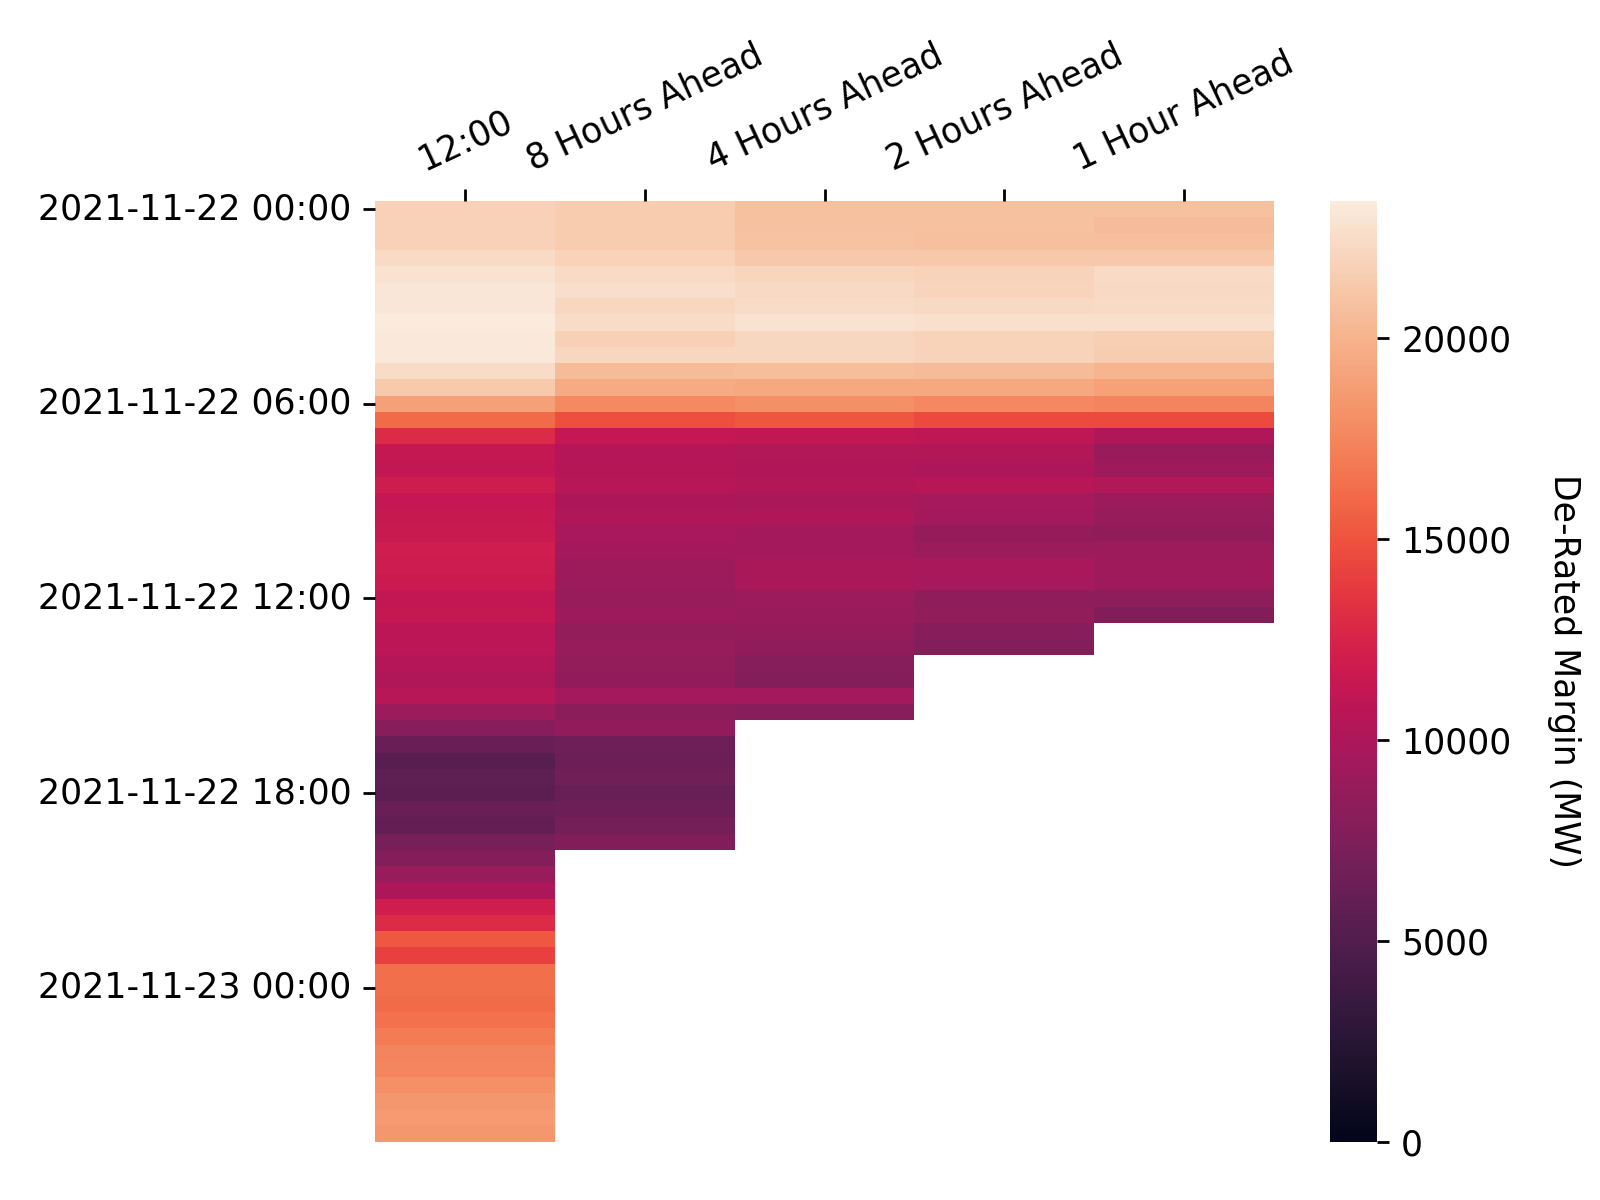 12:00
8 Hours Ahead
4 Hours Ahead
2 Hours Ahead
1 Hour Ahead
2021-11-22 00:00
2021-11-22 06:00
2021-11-22 12:00
2021-11-22 18:00
2021-11-23 00:00
20000
15000
10000
5000
0
De-Rated Margin (MW)